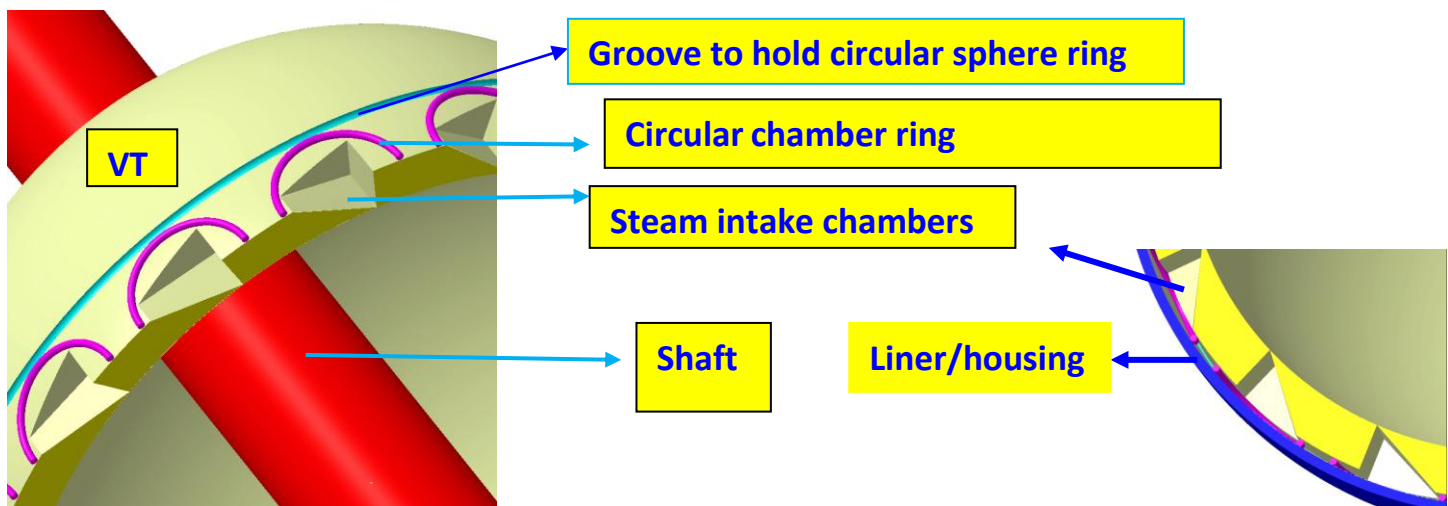 Groove to hold circular sphere ring
Circular chamber ring
VT
Steam intake chambers
Shaft
Liner/housing